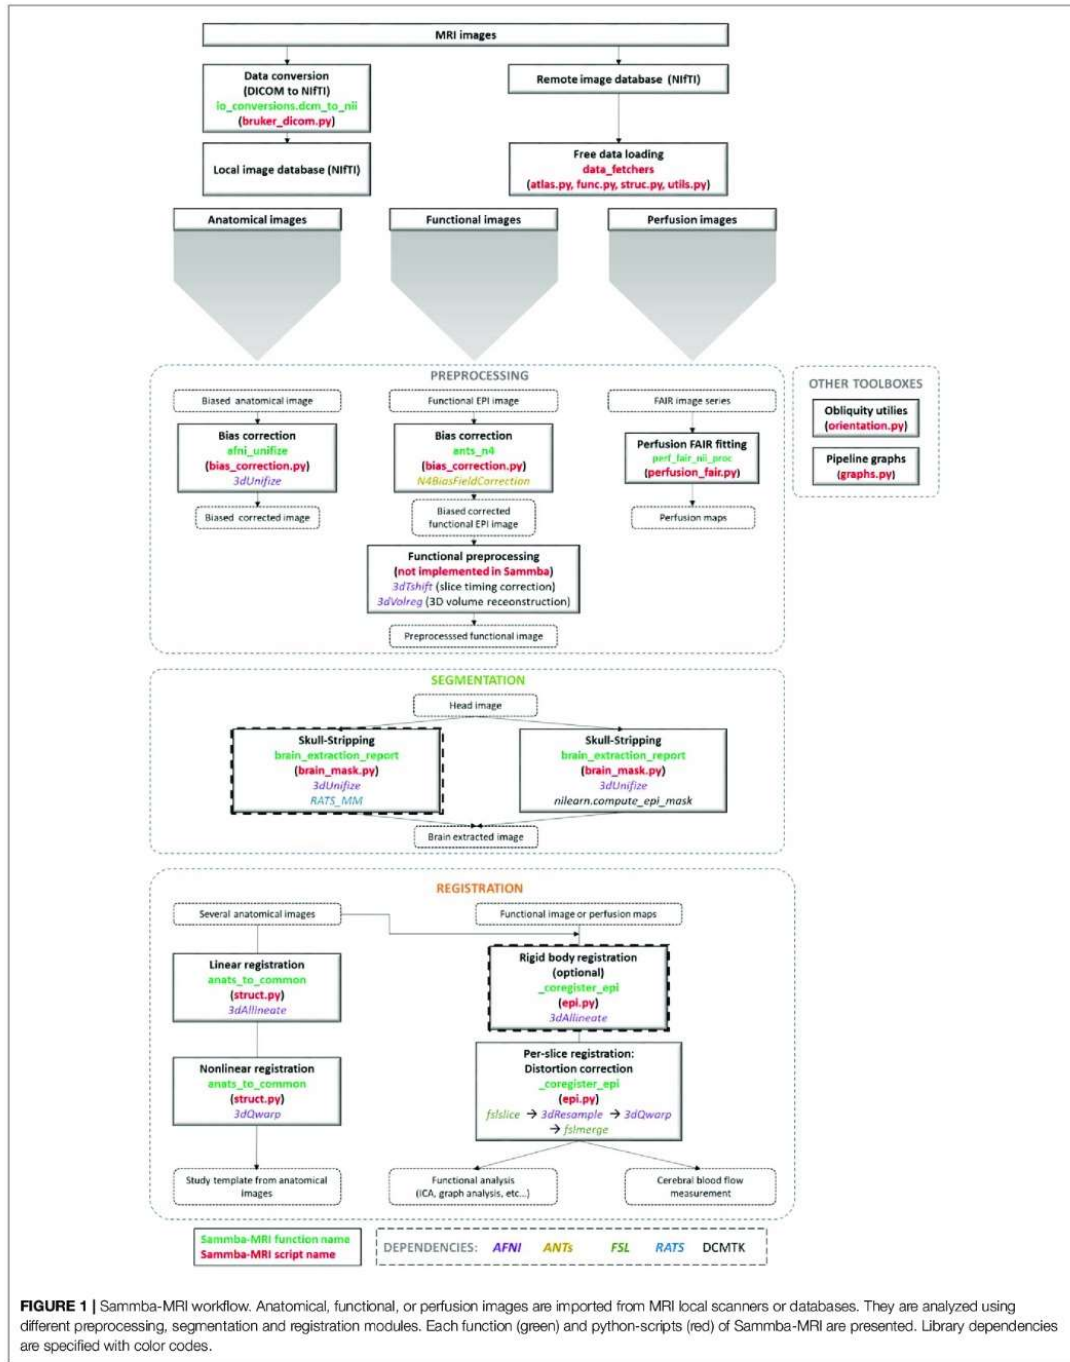 MRI images
Data conversion
(DICOM to NIfTI)
io_conversions.dcm_to_nii
(bruker_dicom.py)
Remote image database (NIfTI)
Local image database (NIfTI)
Free data loading
data_fetchers
(atlas.py, func.py, struc.py, utils.py)
Anatomical images
Functional images
Perfusion images
PREPROCESSING
Biased anatomical image
Bias correction
afni_unifize
(bias_correction.py)
3dUnifize
Biased corrected image
Functional EPI image
Bias correction
ants_n4
(bias_correction.py)
N4BiasFieldCorrection
Biased corrected
functional EPI image
Functional preprocessing
(not implemented in Sammba)
3dTshift (slice timing correction)
3dVolreg (3D volume receonstruction)
Preprocesssed functional image
FAIR image series
Perfusion FAIR fitting
perf_fair_nii_proc
(perfusion_fair.py)
Perfusion maps
OTHER TOOLBOXES
Obliquity utilies
(orientation.py)
Pipeline graphs
(graphs.py)
SEGMENTATION
Head image
Skull-Stripping
brain_extraction_report
(brain_mask.py)
3dUnifize
RATS_MM
Skull-Stripping
brain_extraction_report
(brain_mask.py)
3dUnifize
nilearn.compute_epi_mask
Brain extracted image
REGISTRATION
Several anatomical images
Linear registration
anats_to_common
(struct.py)
3dAllineate
Nonlinear registration
anats_to_common
(struct.py)
3dQwarp
Study template from anatomical
images
Functional image or perfusion maps
Rigid body registration
(optional)
_coregister_epi
(epi.py)
3dAllineate
Per-slice registration:
Distortion correction
_coregister_epi
(epi.py)
fslslice → 3dResample → 3dQwarp
→ fslmerge
Functional analysis
(ICA, graph analysis, etc...)
Cerebral blood flow
measurement
Sammba-MRI function name
Sammba-MRI script name
DEPENDENCIES: AFNI ANTs FSL RATS DCMTK
FIGURE 1 | Sammba-MRI workflow. Anatomical, functional, or perfusion images are imported from MRI local scanners or databases. They are analyzed using
different preprocessing, segmentation and registration modules. Each function (green) and python-scripts (red) of Sammba-MRI are presented. Library dependencies
are specified with color codes.